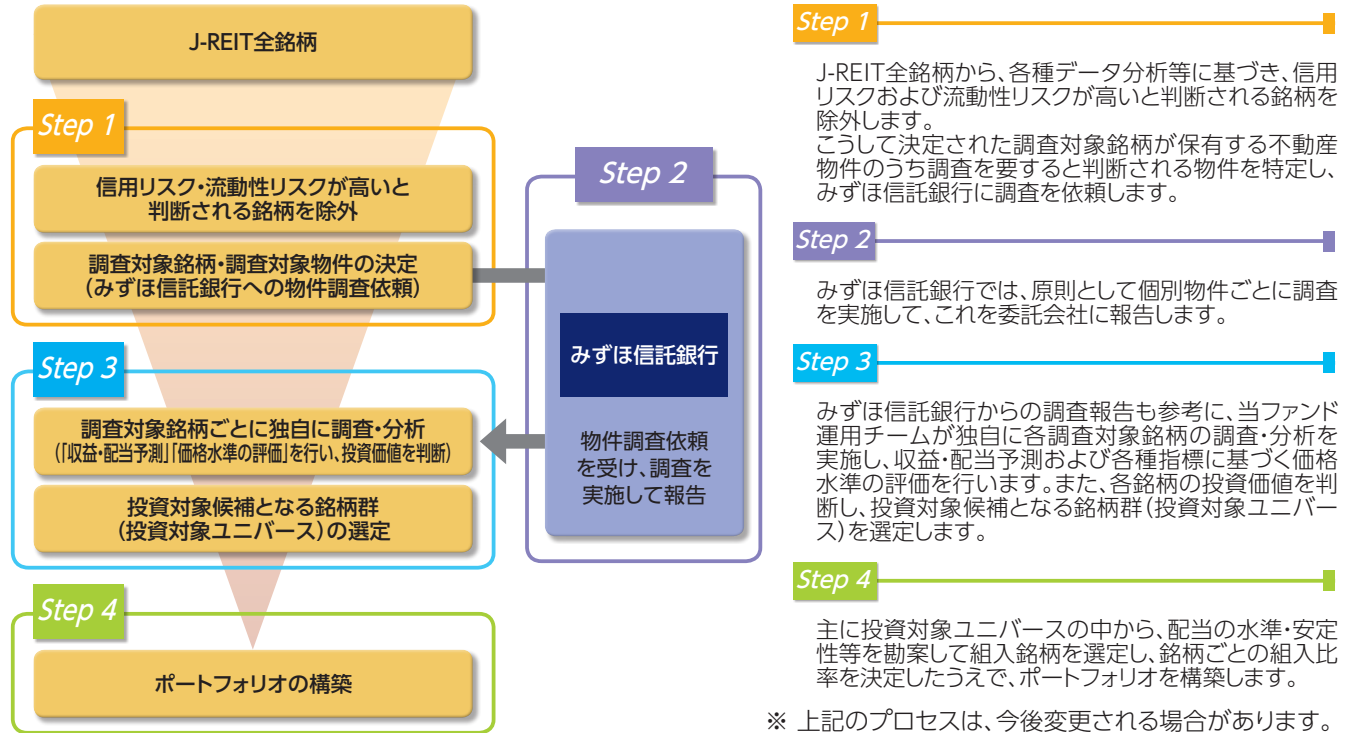 J-REIT全銘柄
Step 1
信用リスク・流動性リスクが高いと
判断される銘柄を除外
調査対象銘柄・調査対象物件の決定
(みずほ信託銀行への物件調査依頼)
Step 2
みずほ信託銀行
物件調査依頼
を受け、調査を
実施して報告
Step 3
調査対象銘柄ごとに独自に調査・分析
(「収益・配当予測」「価格水準の評価」を行い、投資価値を判断)
投資対象候補となる銘柄群
(投資対象ユニバース)の選定
Step 4
ポートフォリオの構築
Step 1
J-REIT全銘柄から、各種データ分析等に基づき、信用
リスクおよび流動性リスクが高いと判断される銘柄を
除外します。
こうして決定された調査対象銘柄が保有する不動産
物件のうち調査を要すると判断される物件を特定し、
みずほ信託銀行に調査を依頼します。
Step 2
みずほ信託銀行では、原則として個別物件ごとに調査
を実施して、これを委託会社に報告します。
Step 3
みずほ信託銀行からの調査報告も参考に、当ファンド
運用チームが独自に各調査対象銘柄の調査・分析を
実施し、収益・配当予測および各種指標に基づく価格
水準の評価を行います。また、各銘柄の投資価値を判
断し、投資対象候補となる銘柄群(投資対象ユニバー
ス)を選定します。
Step 4
主に投資対象ユニバースの中から、配当の水準・安定
性等を勘案して組入銘柄を選定し、銘柄ごとの組入比
率を決定したうえで、ポートフォリオを構築します。
※ 上記のプロセスは、今後変更される場合があります。